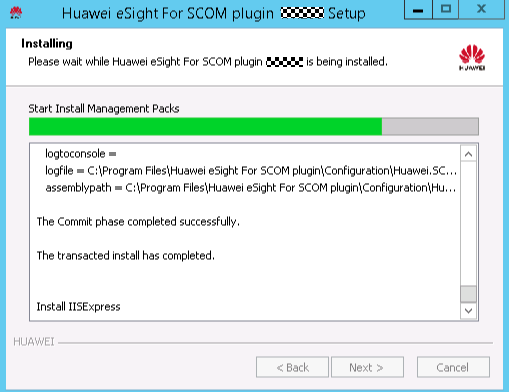 Huawei eSight For SCOM plugin Setup
Installing
Please wait while Huawei eSight For SCOM plugin is being installed.
HUAWEI
Start Install Management Packs
logtoconsole =
logfile = C:\Program Files\Huawei eSight For SCOM plugin\Configuration\Huawei.SC...
assemblypath = C:\Program Files\Huawei eSight For SCOM plugin\Configuration\Hu...
The Commit phase completed successfully.
The transacted install has completed.
Install IISExpress
HUAWEI
< Back
Next >
Cancel